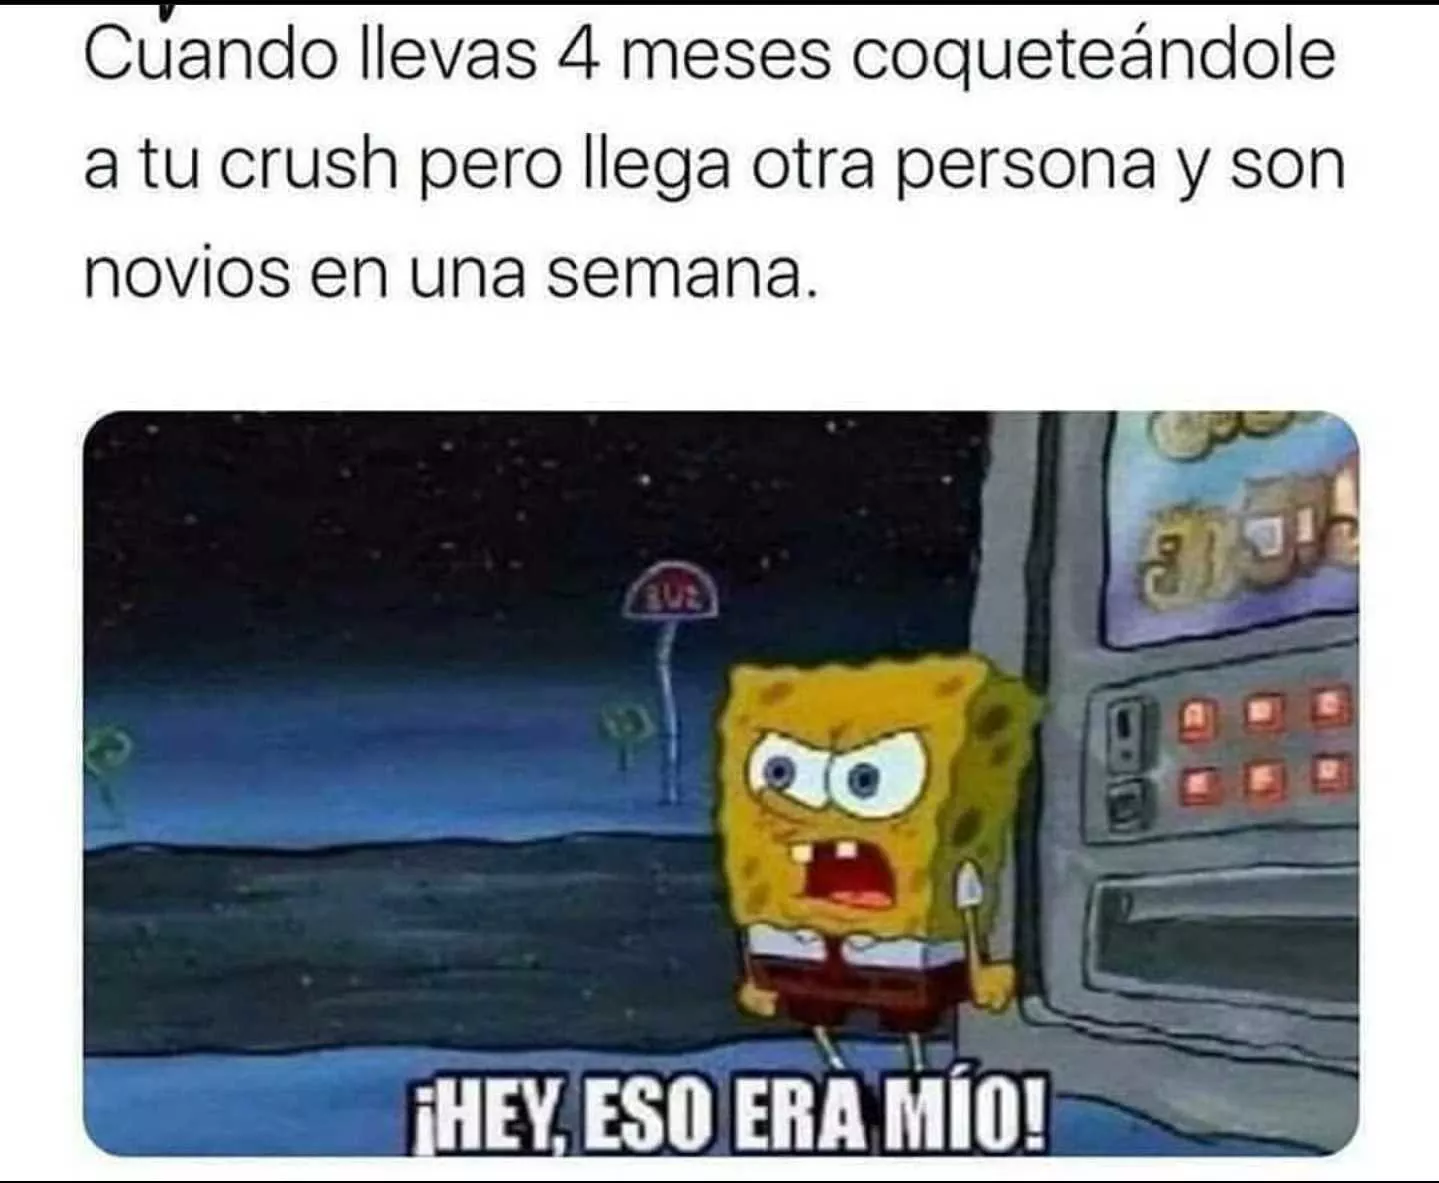 Cuando llevas 4 meses coqueteándole
a tu crush pero llega otra persona y son
novios en una semana.
¡HEY, ESO ERA MÍO!